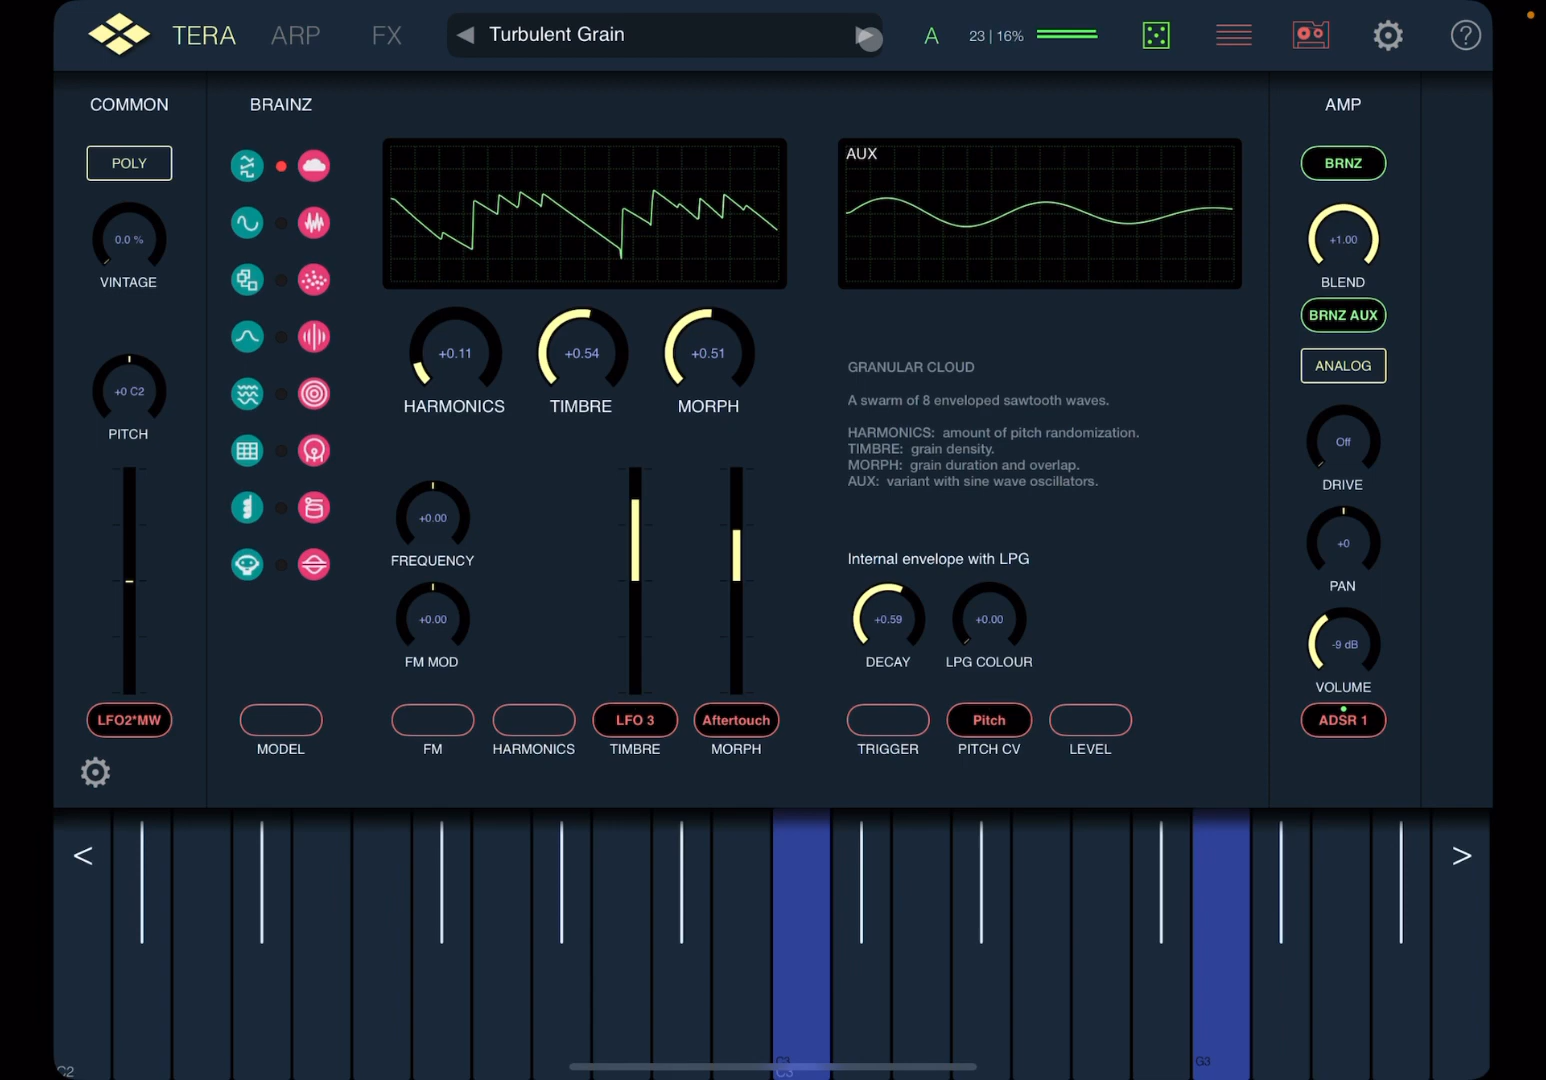 TERA
ARP
FX
Turbulent Grain
A
23 | 16%
?
COMMON
BRAINZ
AUX
AMP
POLY
BRNZ
0.0 %
VINTAGE
+1.00
BLEND
BRNZ AUX
+0.11
HARMONICS
+0.54
TIMBRE
+0.51
MORPH
GRANULAR CLOUD
A swarm of 8 enveloped sawtooth waves.
HARMONICS: amount of pitch randomization.
TIMBRE: grain density.
MORPH: grain duration and overlap.
AUX: variant with sine wave oscillators.
ANALOG
+0 C2
PITCH
Off
DRIVE
+0.00
FREQUENCY
+0
PAN
Internal envelope with LPG
+0.00
FM MOD
+0.59
DECAY
+0.00
LPG COLOUR
-9 dB
VOLUME
LFO2*MW
LFO 3
Aftertouch
Pitch
ADSR 1
MODEL
FM
HARMONICS
TIMBRE
MORPH
TRIGGER
PITCH CV
LEVEL
<
>
C2
C3
C3
G3